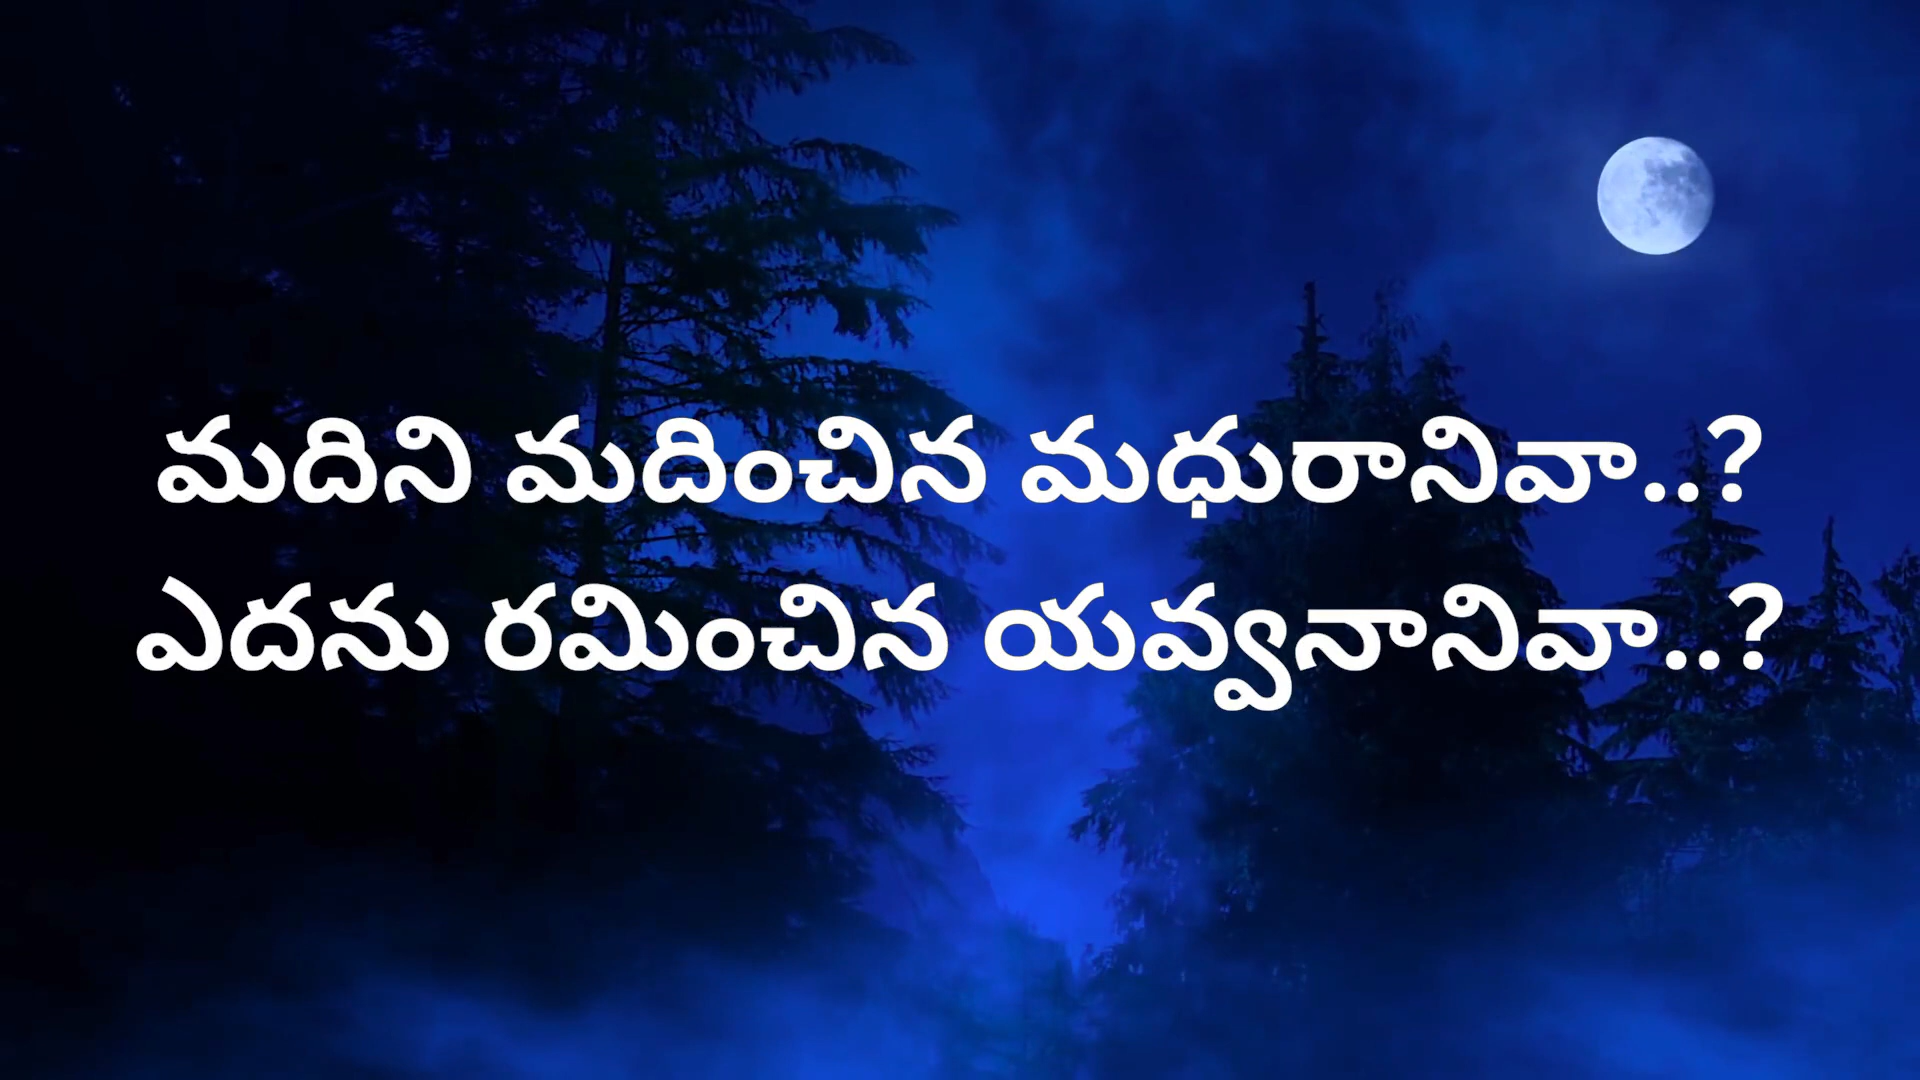 మదిని మదించిన మధురానివా..?
ఎదను రమించిన యవ్వనానివా..?